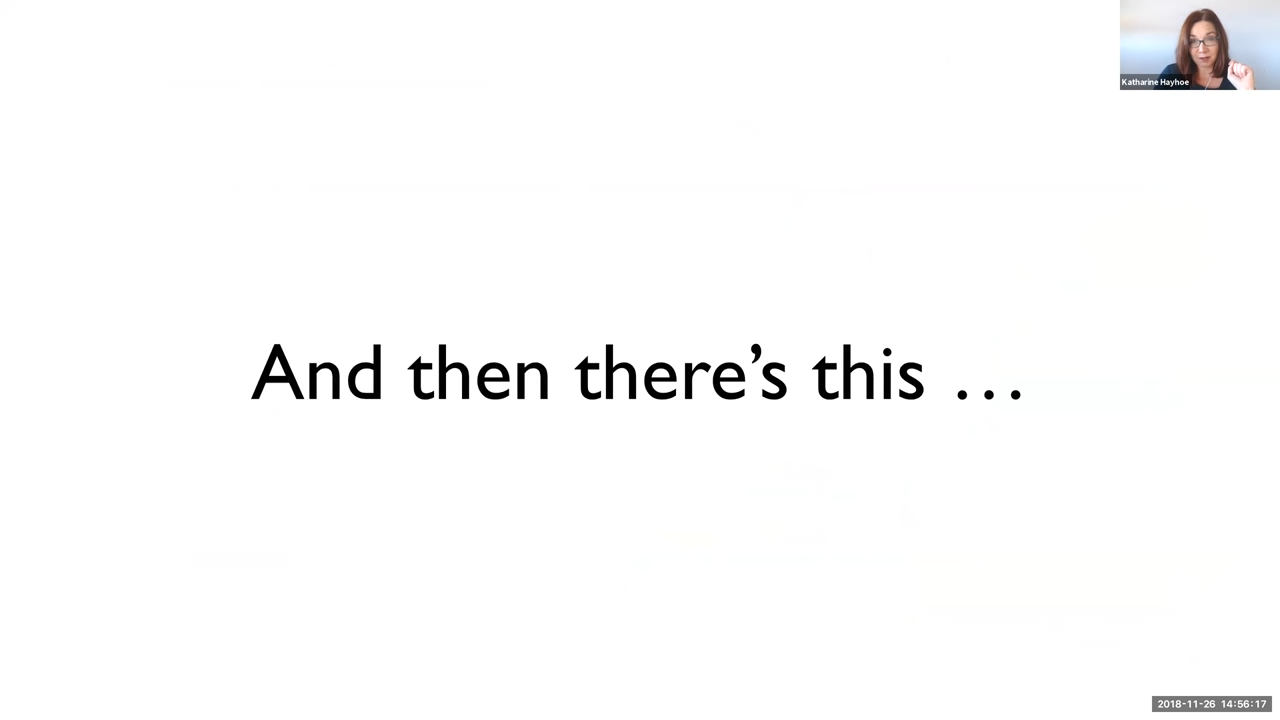 Katharine Hayhoe
And then there’s this …
2018-11-26 14:56:17